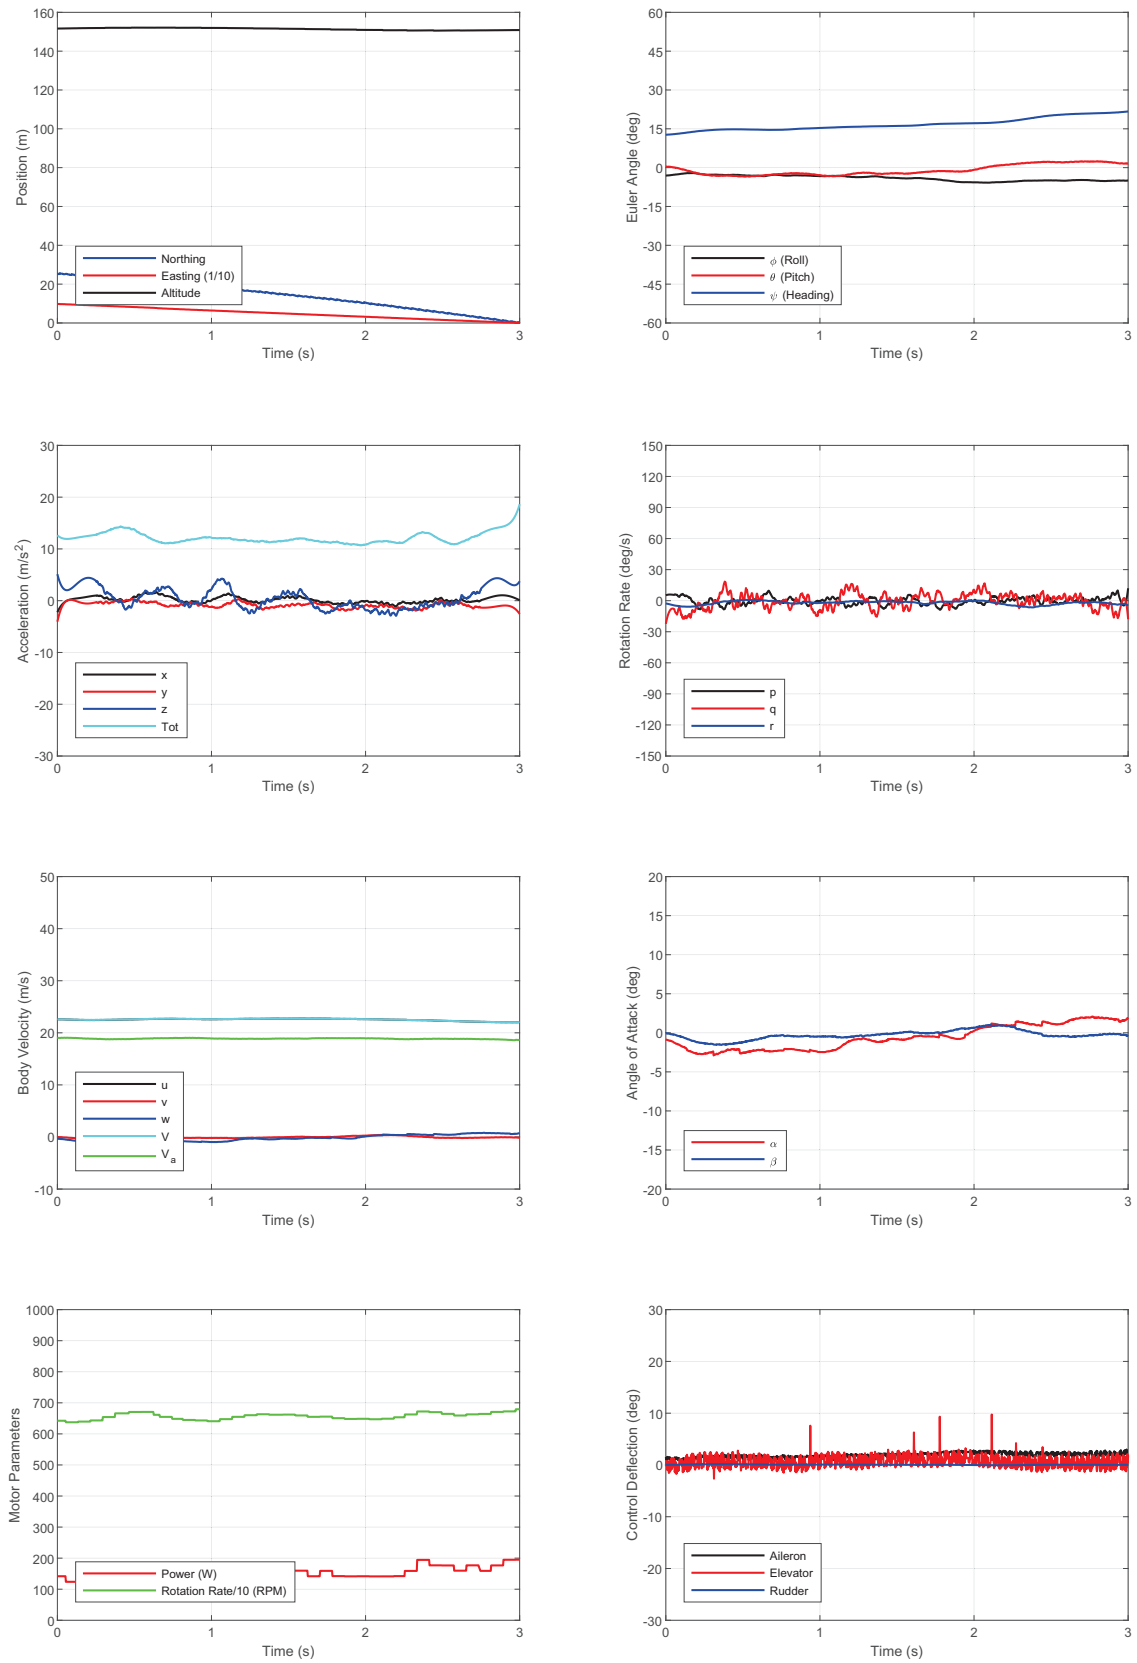 160
140
120
100
80
60
40
20
0
Position (m)
Northing
Easting (1/10)
Altitude
0 1 2 3
Time (s)
60
45
30
15
0
-15
-30
-45
-60
Euler Angle (deg)
ϕ (Roll)
θ (Pitch)
ψ (Heading)
0 1 2 3
Time (s)
30
20
10
0
-10
-20
-30
Acceleration (m/s²)
x
y
z
Tot
0 1 2 3
Time (s)
150
120
90
60
30
0
-30
-60
-90
-120
-150
Rotation Rate (deg/s)
p
q
r
0 1 2 3
Time (s)
50
40
30
20
10
0
-10
Body Velocity (m/s)
u
v
w
V
V_a
0 1 2 3
Time (s)
20
15
10
5
0
-5
-10
-15
-20
Angle of Attack (deg)
α
β
0 1 2 3
Time (s)
1000
900
800
700
600
500
400
300
200
100
0
Motor Parameters
Power (W)
Rotation Rate/10 (RPM)
0 1 2 3
Time (s)
30
20
10
0
-10
-20
-30
Control Deflection (deg)
Aileron
Elevator
Rudder
0 1 2 3
Time (s)